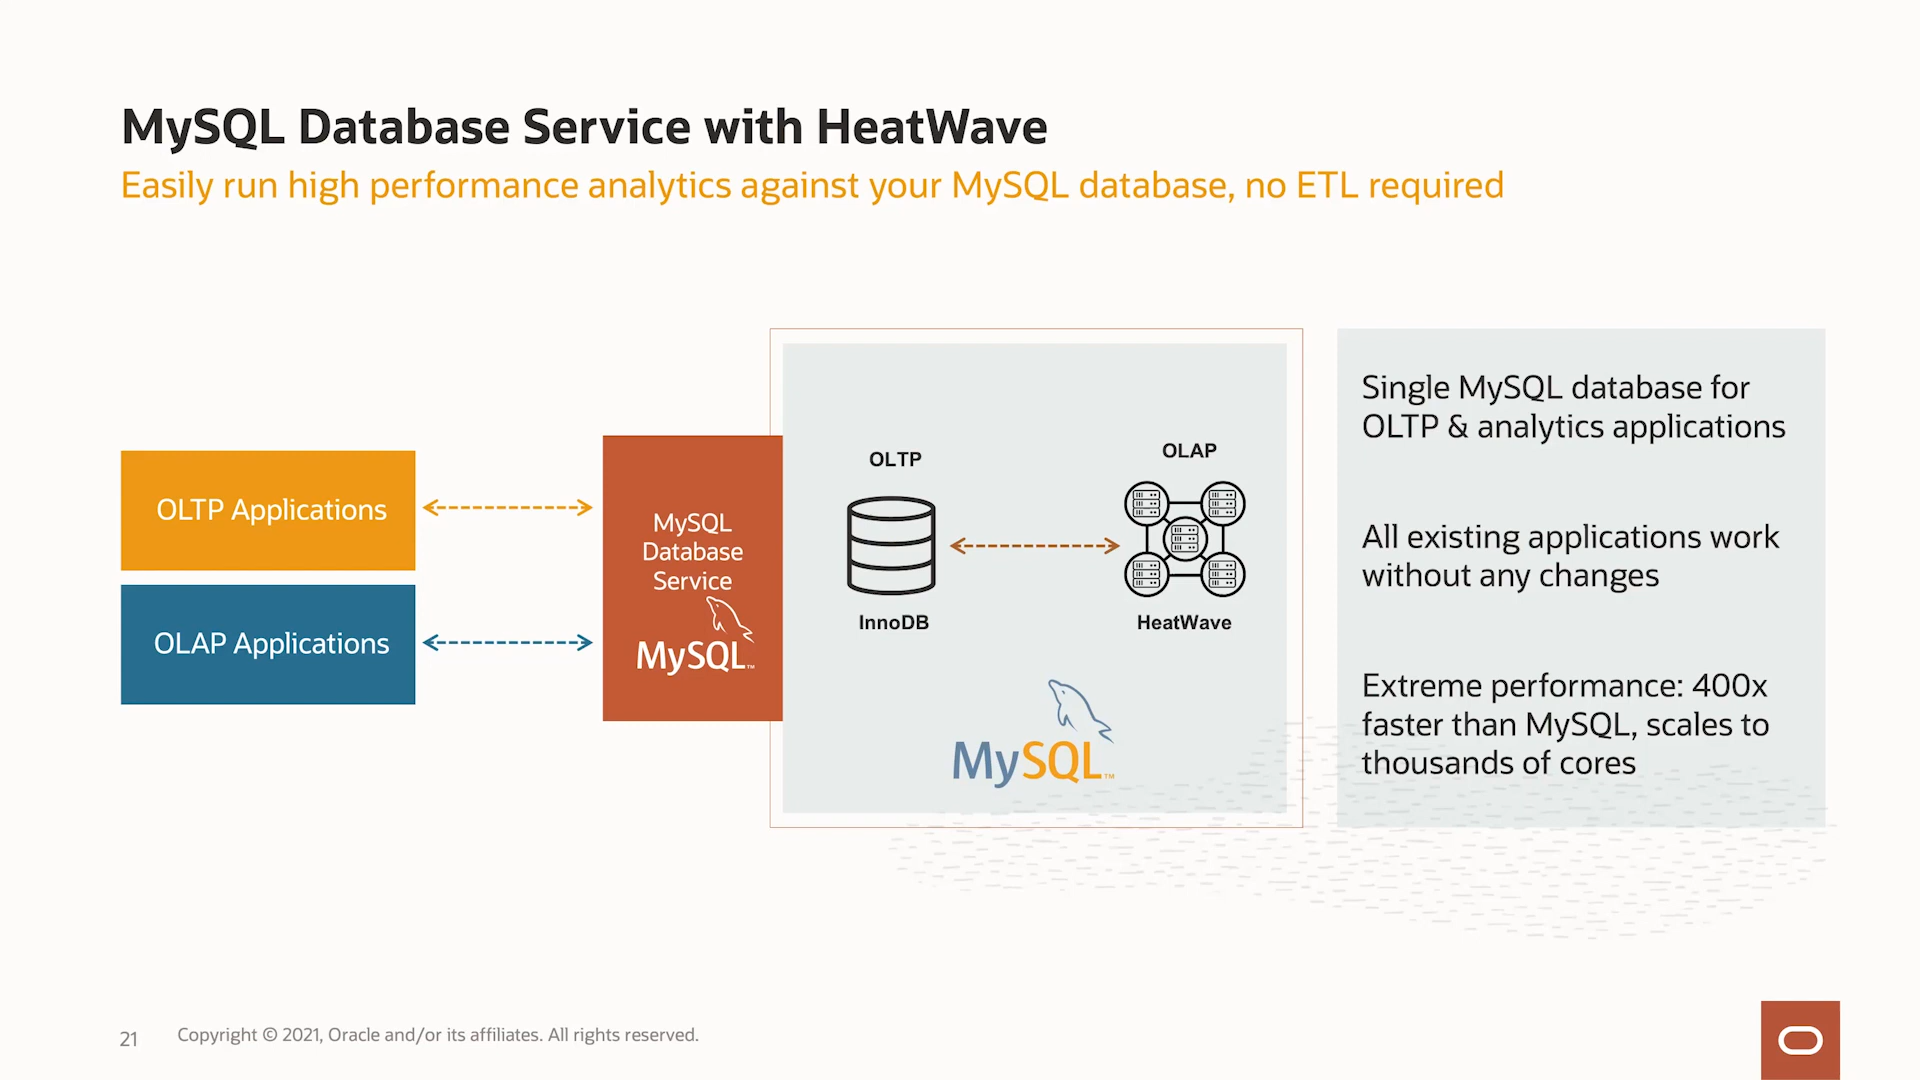 MySQL Database Service with HeatWave
Easily run high performance analytics against your MySQL database, no ETL required
OLTP Applications
OLAP Applications
MySQL
Database
Service
MySQL™
OLTP
InnoDB
OLAP
HeatWave
MySQL™
Single MySQL database for
OLTP & analytics applications
All existing applications work
without any changes
Extreme performance: 400x
faster than MySQL, scales to
thousands of cores
21
Copyright © 2021, Oracle and/or its affiliates. All rights reserved.